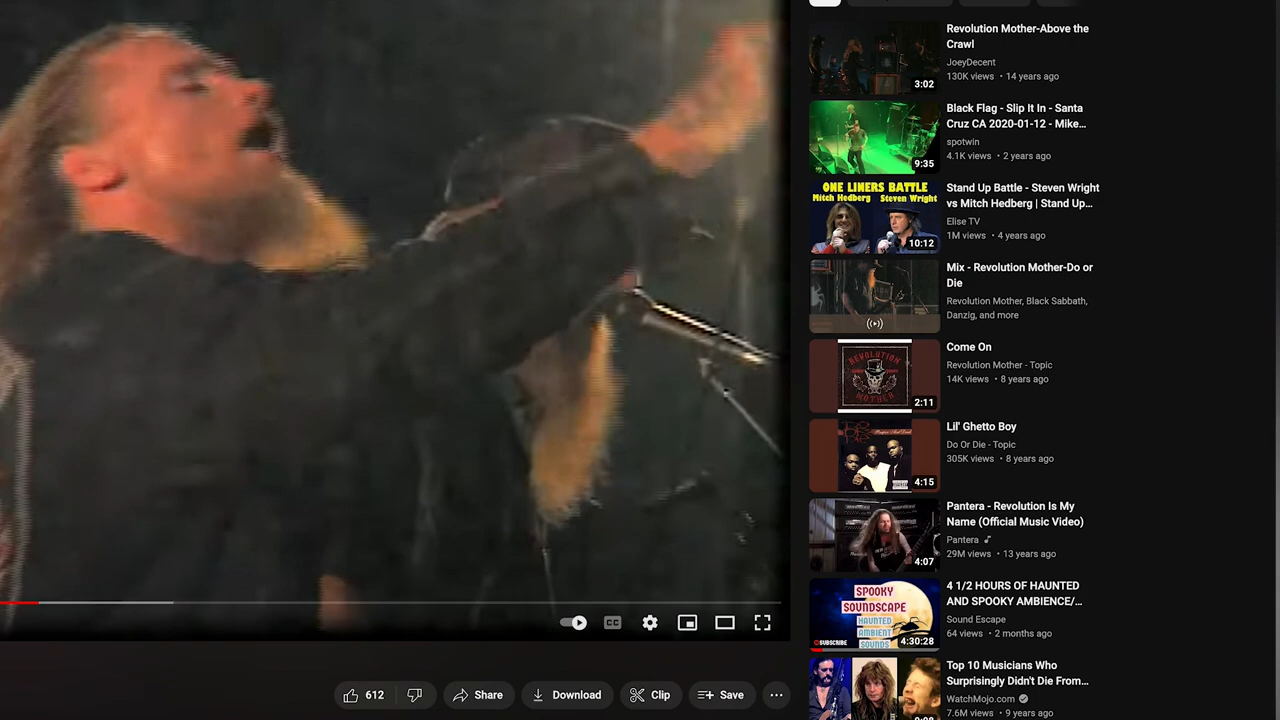 Revolution Mother-Above the
Crawl
JoeyDecent
130K views • 14 years ago
3:02
Black Flag - Slip It In - Santa
Cruz CA 2020-01-12 - Mike...
spotwin
4.1K views • 2 years ago
9:35
ONE LINERS BATTLE
Mitch Hedberg Steven Wright
10:12
Stand Up Battle - Steven Wright
vs Mitch Hedberg | Stand Up...
Elise TV
1M views • 4 years ago
Mix - Revolution Mother-Do or
Die
Revolution Mother, Black Sabbath,
Danzig, and more
REVOLUTION
MOTHER
2:11
Come On
Revolution Mother - Topic
14K views • 8 years ago
4:15
Lil' Ghetto Boy
Do Or Die - Topic
305K views • 8 years ago
Pantera - Revolution Is My
Name (Official Music Video)
Pantera
29M views • 13 years ago
4:07
SPOOKY
SOUNDSCAPE
HAUNTED
AMBIENT
SOUNDS
SUBSCRIBE
4:30:28
4 1/2 HOURS OF HAUNTED
AND SPOOKY AMBIENCE/...
Sound Escape
64 views • 2 months ago
Top 10 Musicians Who
Surprisingly Didn't Die From...
WatchMojo.com
7.6M views • 9 years ago
CC
612
Share
Download
Clip
Save